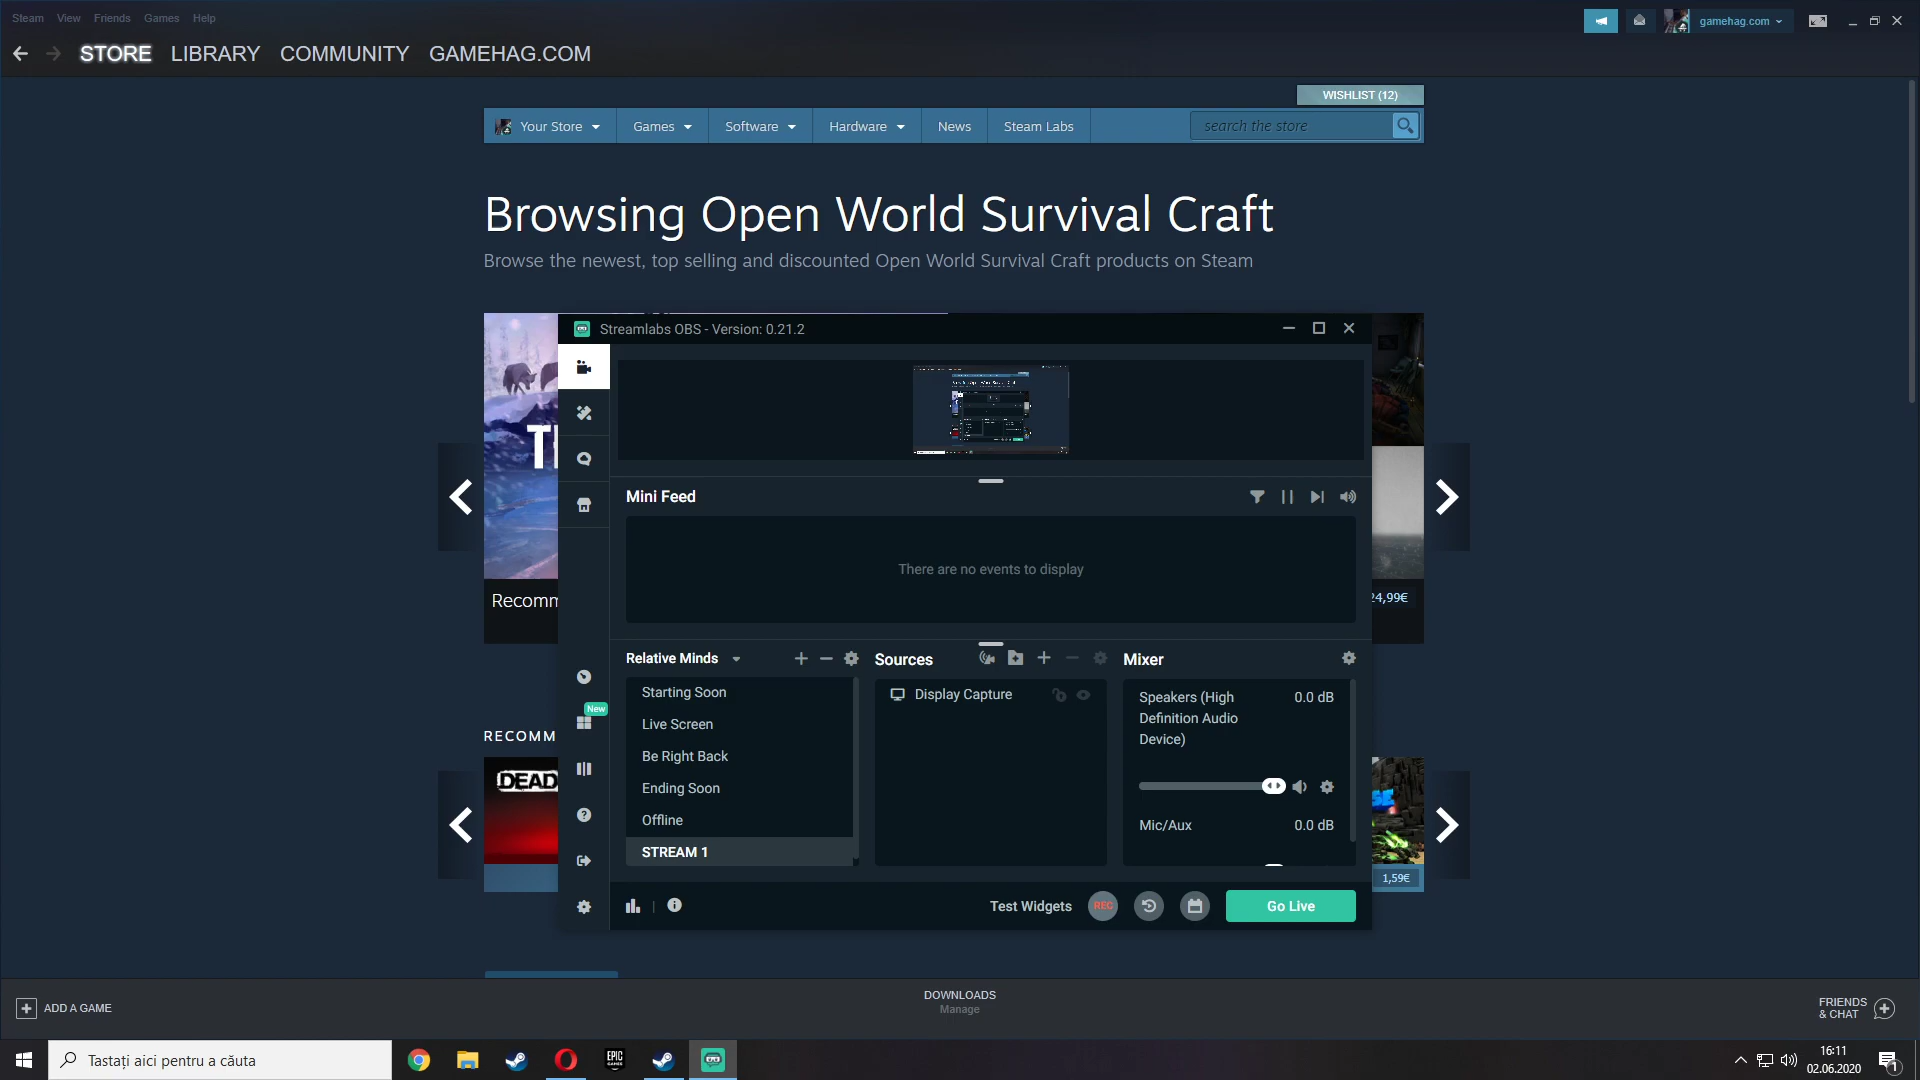 Steam View Friends Games Help
gamehag.com
STORE LIBRARY COMMUNITY GAMEHAG.COM
WISHLIST (12)
Your Store Games Software Hardware News Steam Labs
search the store
Browsing Open World Survival Craft
Browse the newest, top selling and discounted Open World Survival Craft products on Steam
Streamlabs OBS - Version: 0.21.2
Mini Feed
There are no events to display
Recomm
24,99€
Relative Minds
Sources
Mixer
Starting Soon
Live Screen
Be Right Back
Ending Soon
Offline
STREAM 1
Display Capture
Speakers (High Definition Audio Device)
0.0 dB
Mic/Aux
0.0 dB
New
RECOMM
DEAD
1,59€
Test Widgets
REC
Go Live
ADD A GAME
DOWNLOADS
Manage
FRIENDS
& CHAT
Tastați aici pentru a căuta
EPIC
GAMES
16:11
02.06.2020
1